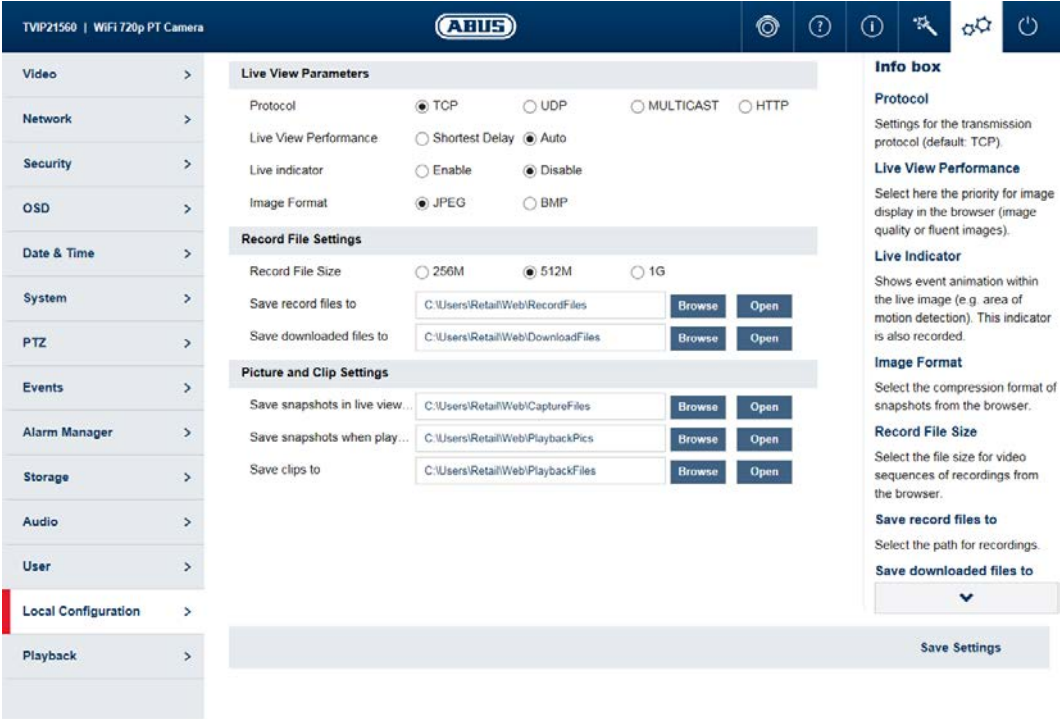 TVIP21560 | WiFi 720p PT Camera
ABUS
Video
Network
Security
OSD
Date & Time
System
PTZ
Events
Alarm Manager
Storage
Audio
User
Local Configuration
Playback
Live View Parameters
Protocol TCP UDP MULTICAST HTTP
Live View Performance Shortest Delay Auto
Live indicator Enable Disable
Image Format JPEG BMP
Record File Settings
Record File Size 256M 512M 1G
Save record files to C:\Users\Retail\Web\RecordFiles Browse Open
Save downloaded files to C:\Users\Retail\Web\DownloadFiles Browse Open
Picture and Clip Settings
Save snapshots in live view... C:\Users\Retail\Web\CaptureFiles Browse Open
Save snapshots when play... C:\Users\Retail\Web\PlaybackPics Browse Open
Save clips to C:\Users\Retail\Web\PlaybackFiles Browse Open
Save Settings
Info box
Protocol
Settings for the transmission
protocol (default: TCP).
Live View Performance
Select here the priority for image
display in the browser (image
quality or fluent images).
Live Indicator
Shows event animation within
the live image (e.g. area of
motion detection). This indicator
is also recorded.
Image Format
Select the compression format of
snapshots from the browser.
Record File Size
Select the file size for video
sequences of recordings from
the browser.
Save record files to
Select the path for recordings.
Save downloaded files to